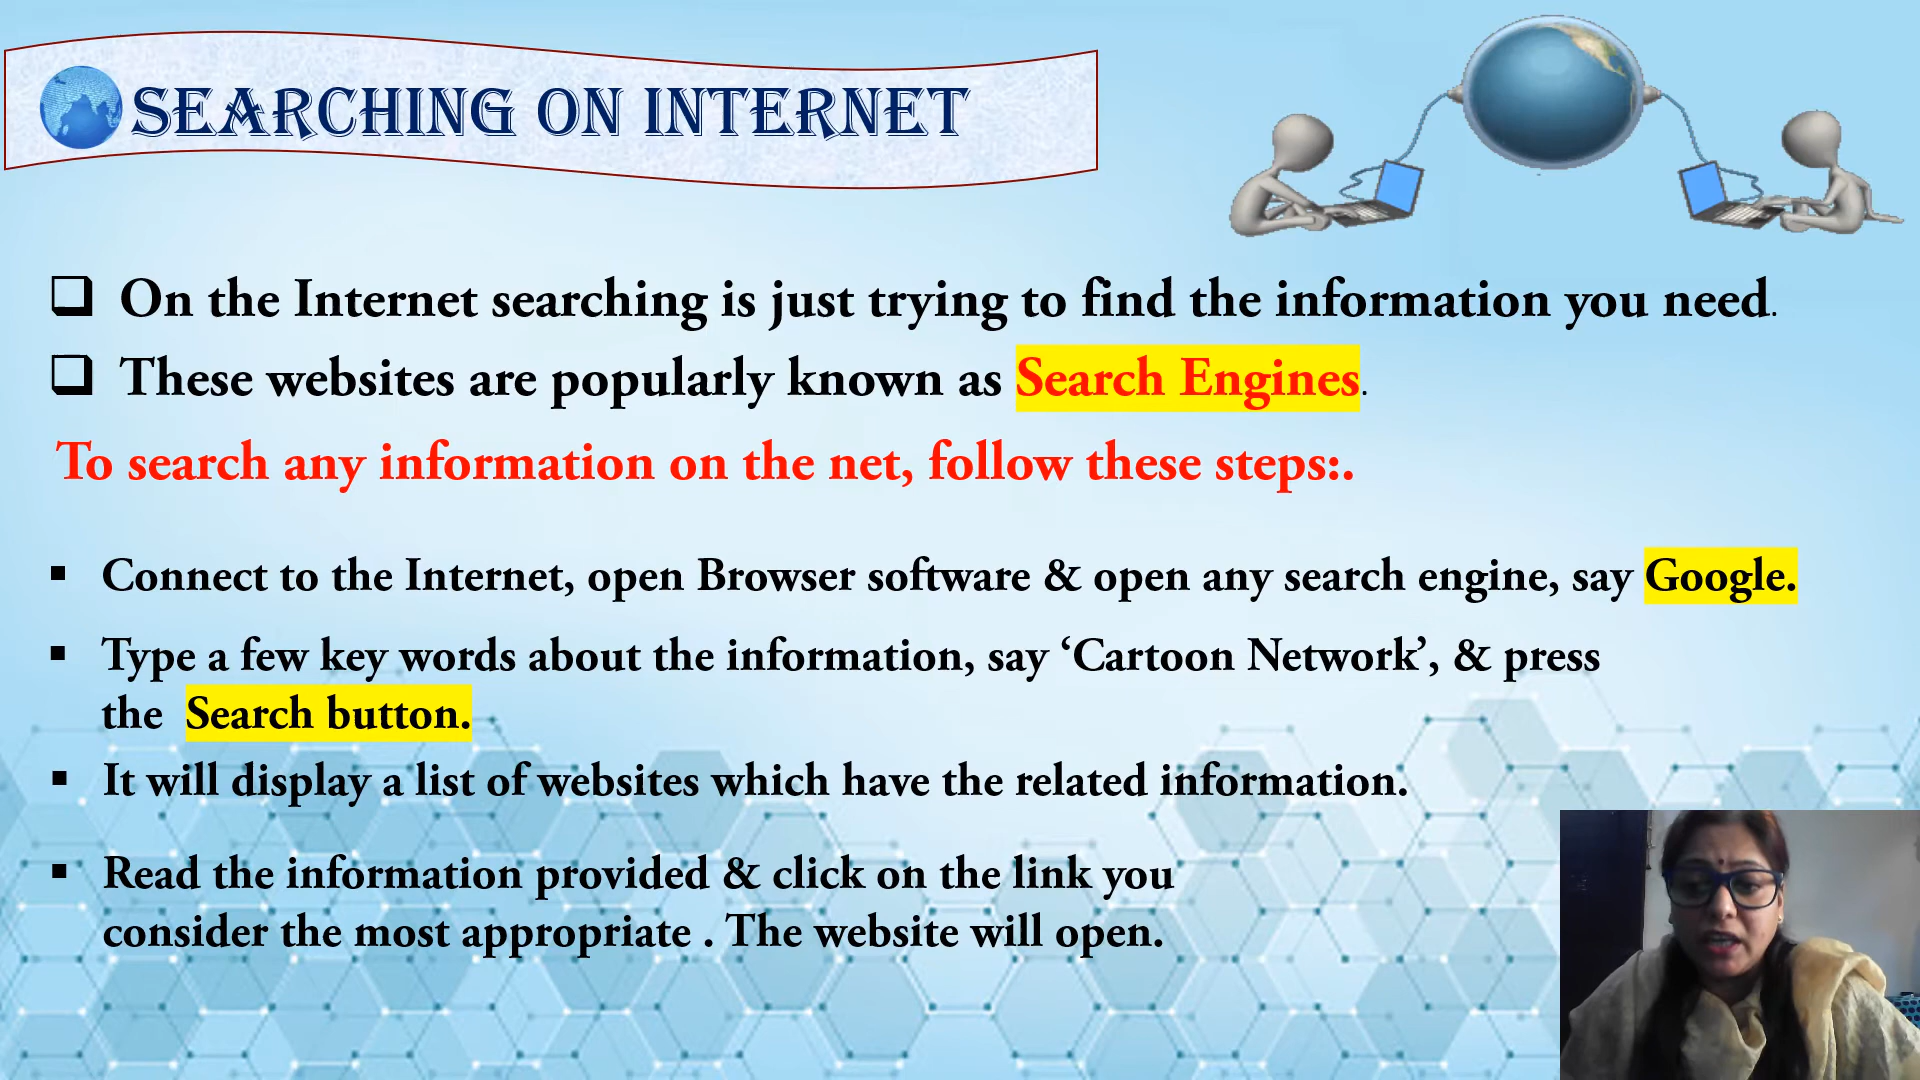 SEARCHING ON INTERNET
❑ On the Internet searching is just trying to find the information you need.
❑ These websites are popularly known as Search Engines.
To search any information on the net, follow these steps:.
▪ Connect to the Internet, open Browser software & open any search engine, say Google.
▪ Type a few key words about the information, say ‘Cartoon Network’, & press
the Search button.
▪ It will display a list of websites which have the related information.
▪ Read the information provided & click on the link you
consider the most appropriate . The website will open.